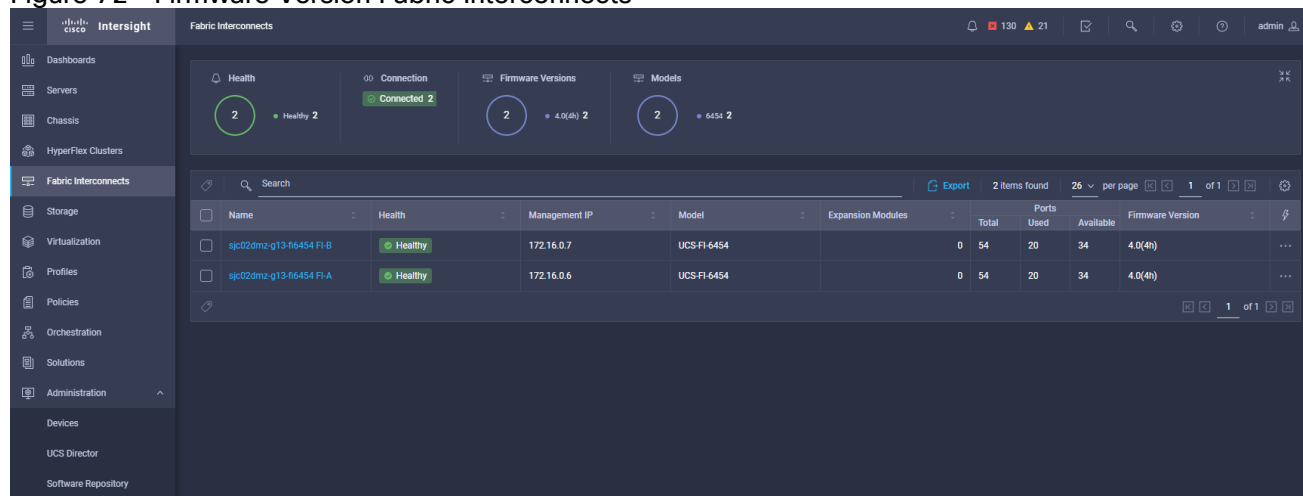 Figure 72 Firmware Version Fabric Interconnects
cisco Intersight
Fabric Interconnects
130 21
admin
Dashboards
Servers
Chassis
HyperFlex Clusters
Fabric Interconnects
Storage
Virtualization
Profiles
Policies
Orchestration
Solutions
Administration
Devices
UCS Director
Software Repository
Health
2
Healthy 2
Connection
Connected 2
Firmware Versions
2
4.0(4h) 2
Models
2
6454 2
Search
Export 2 items found 26 per page 1 of 1
Name Health Management IP Model Expansion Modules Ports Firmware Version
Total Used Available
sjc02dmz-g13-fi6454 FI-B Healthy 172.16.0.7 UCS-FI-6454 0 54 20 34 4.0(4h) ...
sjc02dmz-g13-fi6454 FI-A Healthy 172.16.0.6 UCS-FI-6454 0 54 20 34 4.0(4h) ...
1 of 1